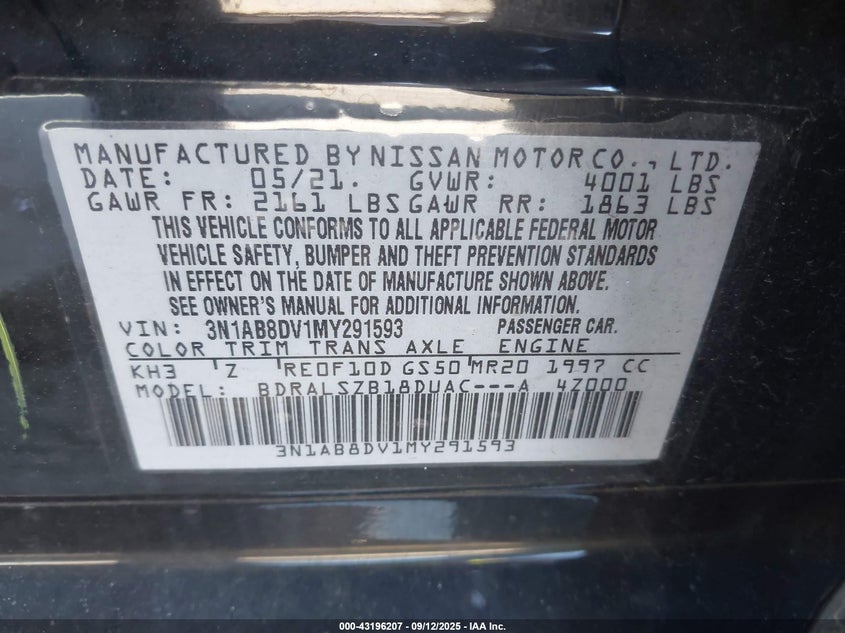 MANUFACTURED BY NISSAN MOTOR CO., LTD.
DATE: 05/21. GVWR: 4001 LBS
GAWR FR: 2161 LBS GAWR RR: 1863 LBS
THIS VEHICLE CONFORMS TO ALL APPLICABLE FEDERAL MOTOR
VEHICLE SAFETY, BUMPER AND THEFT PREVENTION STANDARDS
IN EFFECT ON THE DATE OF MANUFACTURE SHOWN ABOVE.
SEE OWNER'S MANUAL FOR ADDITIONAL INFORMATION.
VIN: 3N1AB8DV1MY291593 PASSENGER CAR.
COLOR TRIM TRANS AXLE ENGINE
KH3 Z RE0F10D GS50 MR20 1997 CC
MODEL: BDRALSZB18DUAC---A 4Z000
3N1AB8DV1MY291593
000-43196207 - 09/12/2025 - IAA Inc.